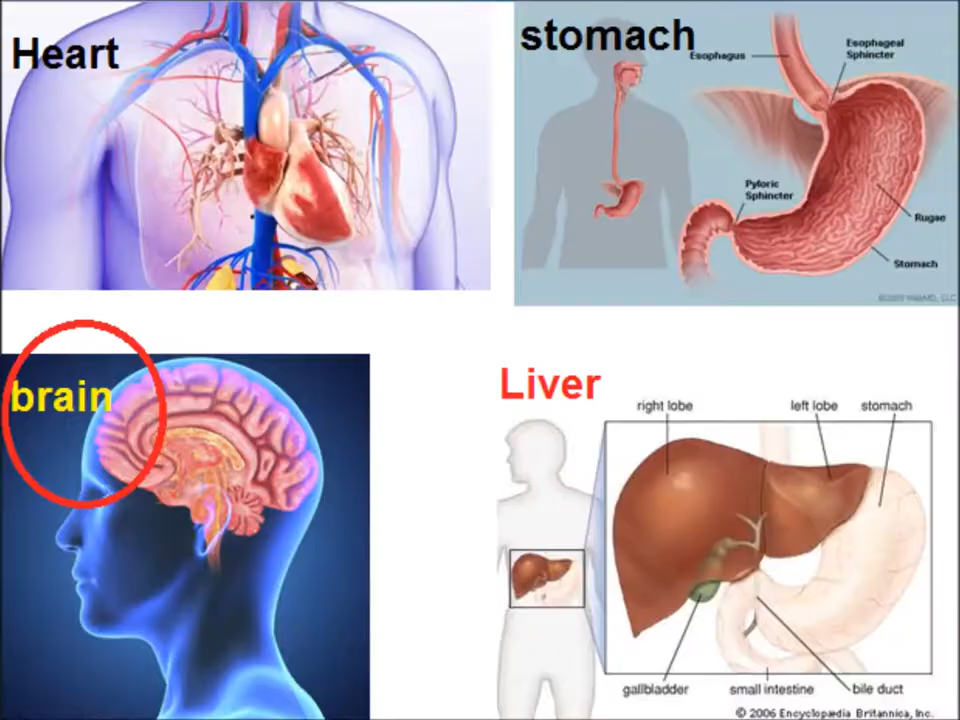 Heart
stomach
Esophagus
Esophageal
Sphincter
Pyloric
Sphincter
Rugae
Stomach
brain
Liver
right lobe
left lobe
stomach
gallbladder
small intestine
bile duct
© 2006 Encyclopædia Britannica, Inc.